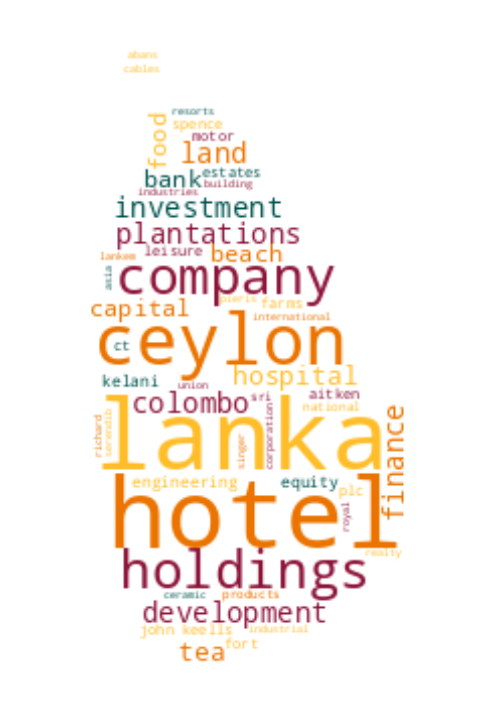 abans
cables
resorts
food
spence
motor
land
bank
estates
building
industries
investment
plantations
leisure
beach
lankem
asia
company
pieris
capital
farms
international
ceylon
ct
hospital
kelani
union
aitken
colombo
sri
national
lanka
richard
serendib
singer
corporation
finance
engineering
equity
plc
hotel
royal
realty
holdings
ceramic
products
development
john keells
industrial
fort
tea